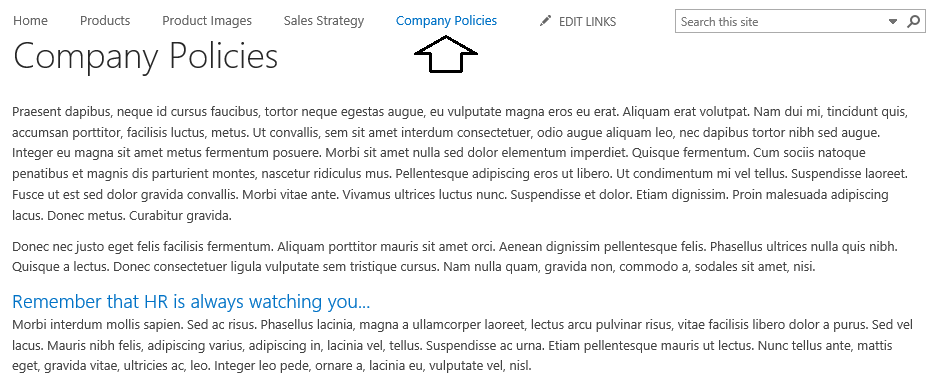 Home Products Product Images Sales Strategy Company Policies EDIT LINKS Search this site
Company Policies
Praesent dapibus, neque id cursus faucibus, tortor neque egestas augue, eu vulputate magna eros eu erat. Aliquam erat volutpat. Nam dui mi, tincidunt quis,
accumsan porttitor, facilisis luctus, metus. Ut convallis, sem sit amet interdum consectetuer, odio augue aliquam leo, nec dapibus tortor nibh sed augue.
Integer eu magna sit amet metus fermentum posuere. Morbi sit amet nulla sed dolor elementum imperdiet. Quisque fermentum. Cum sociis natoque
penatibus et magnis dis parturient montes, nascetur ridiculus mus. Pellentesque adipiscing eros ut libero. Ut condimentum mi vel tellus. Suspendisse laoreet.
Fusce ut est sed dolor gravida convallis. Morbi vitae ante. Vivamus ultrices luctus nunc. Suspendisse et dolor. Etiam dignissim. Proin malesuada adipiscing
lacus. Donec metus. Curabitur gravida.
Donec nec justo eget felis facilisis fermentum. Aliquam porttitor mauris sit amet orci. Aenean dignissim pellentesque felis. Phasellus ultrices nulla quis nibh.
Quisque a lectus. Donec consectetuer ligula vulputate sem tristique cursus. Nam nulla quam, gravida non, commodo a, sodales sit amet, nisi.
Remember that HR is always watching you...
Morbi interdum mollis sapien. Sed ac risus. Phasellus lacinia, magna a ullamcorper laoreet, lectus arcu pulvinar risus, vitae facilisis libero dolor a purus. Sed vel
lacus. Mauris nibh felis, adipiscing varius, adipiscing in, lacinia vel, tellus. Suspendisse ac urna. Etiam pellentesque mauris ut lectus. Nunc tellus ante, mattis
eget, gravida vitae, ultricies ac, leo. Integer leo pede, ornare a, lacinia eu, vulputate vel, nisl.